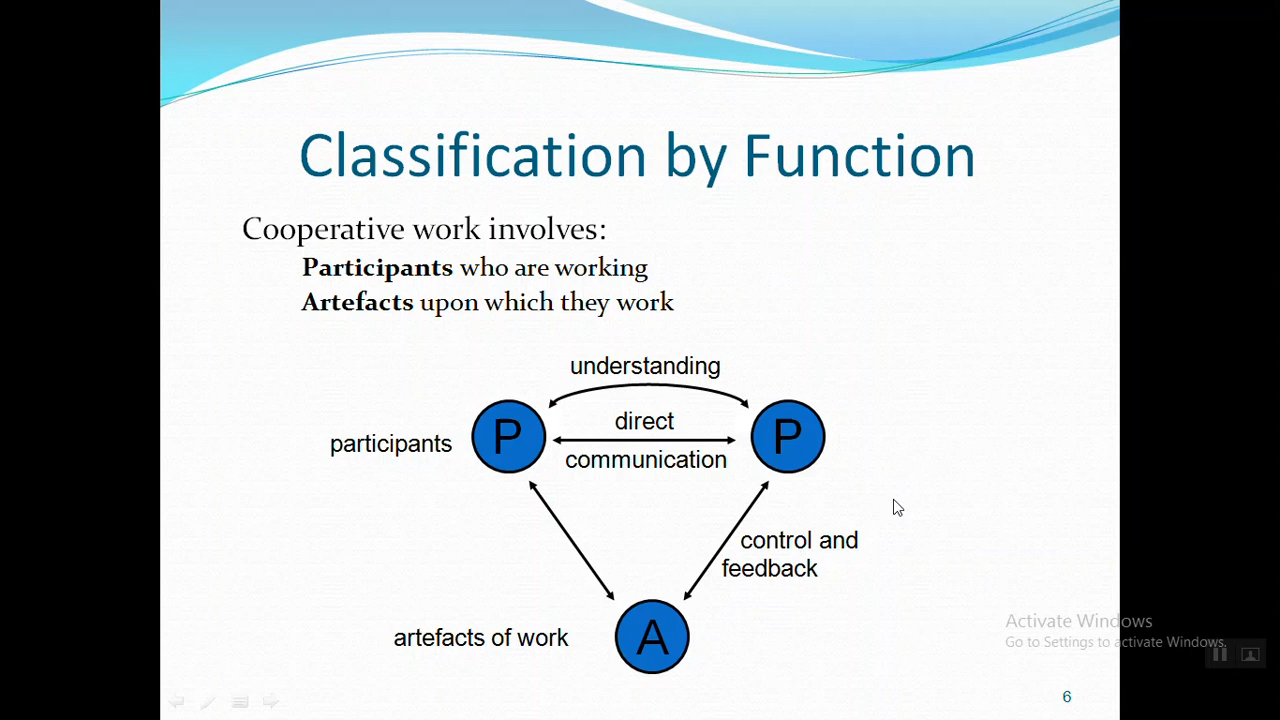 Classification by Function
Cooperative work involves:
Participants who are working
Artefacts upon which they work
understanding
P
direct
P
participants
communication
control and
feedback
artefacts of work
A
Activate Windows
Go to Settings to activate Windows.
6